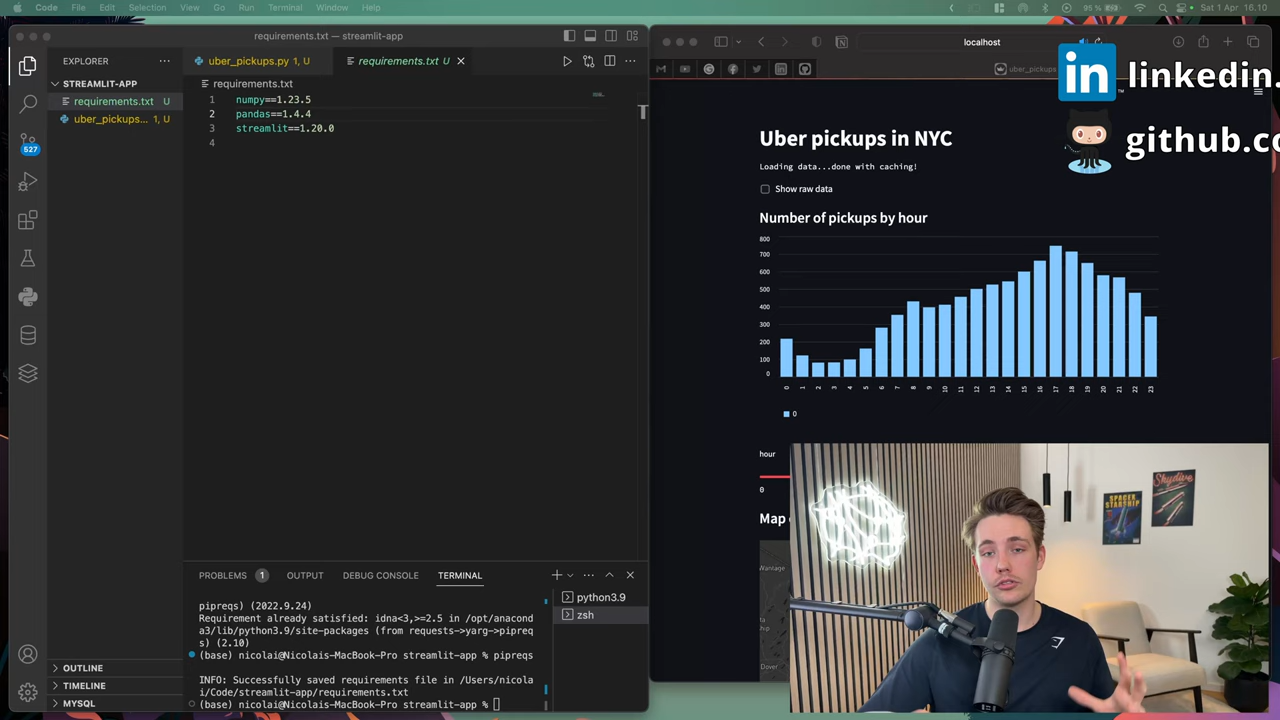 Code File Edit Selection View Go Run Terminal Window Help
95 % Sat 1 Apr 16.10
requirements.txt — streamlit-app
EXPLORER
STREAMLIT-APP
requirements.txt U
uber_pickups... 1, U
527
OUTLINE
TIMELINE
MYSQL
uber_pickups.py 1, U
requirements.txt U
requirements.txt
1 numpy==1.23.5
2 pandas==1.4.4
3 streamlit==1.20.0
4
PROBLEMS 1 OUTPUT DEBUG CONSOLE TERMINAL
pipreqs) (2022.9.24)
Requirement already satisfied: idna<3,>=2.5 in /opt/anacond
a3/lib/python3.9/site-packages (from requests->yarg->pipreq
s) (2.10)
(base) nicolai@Nicolais-MacBook-Pro streamlit-app % pipreqs
INFO: Successfully saved requirements file in /Users/nicola
i/Code/streamlit-app/requirements.txt
(base) nicolai@Nicolais-MacBook-Pro streamlit-app %
python3.9
zsh
localhost
uber_pickups
in linkedin.
github.co
Uber pickups in NYC
Loading data...done with caching!
Show raw data
Number of pickups by hour
800
700
600
500
400
300
200
100
0
0 1 2 3 4 5 6 7 8 9 10 11 12 13 14 15 16 17 18 19 20 21 22 23
0
hour
0
Map
Wantage
Dover
SPACEX
STARSHIP
Skydive